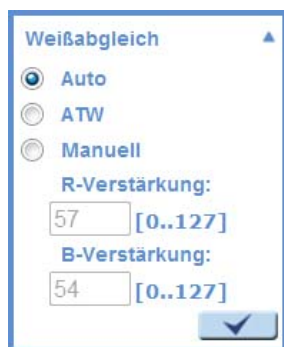 Weißabgleich
Auto
ATW
Manuell
R-Verstärkung:
57 [0..127]
B-Verstärkung:
54 [0..127]